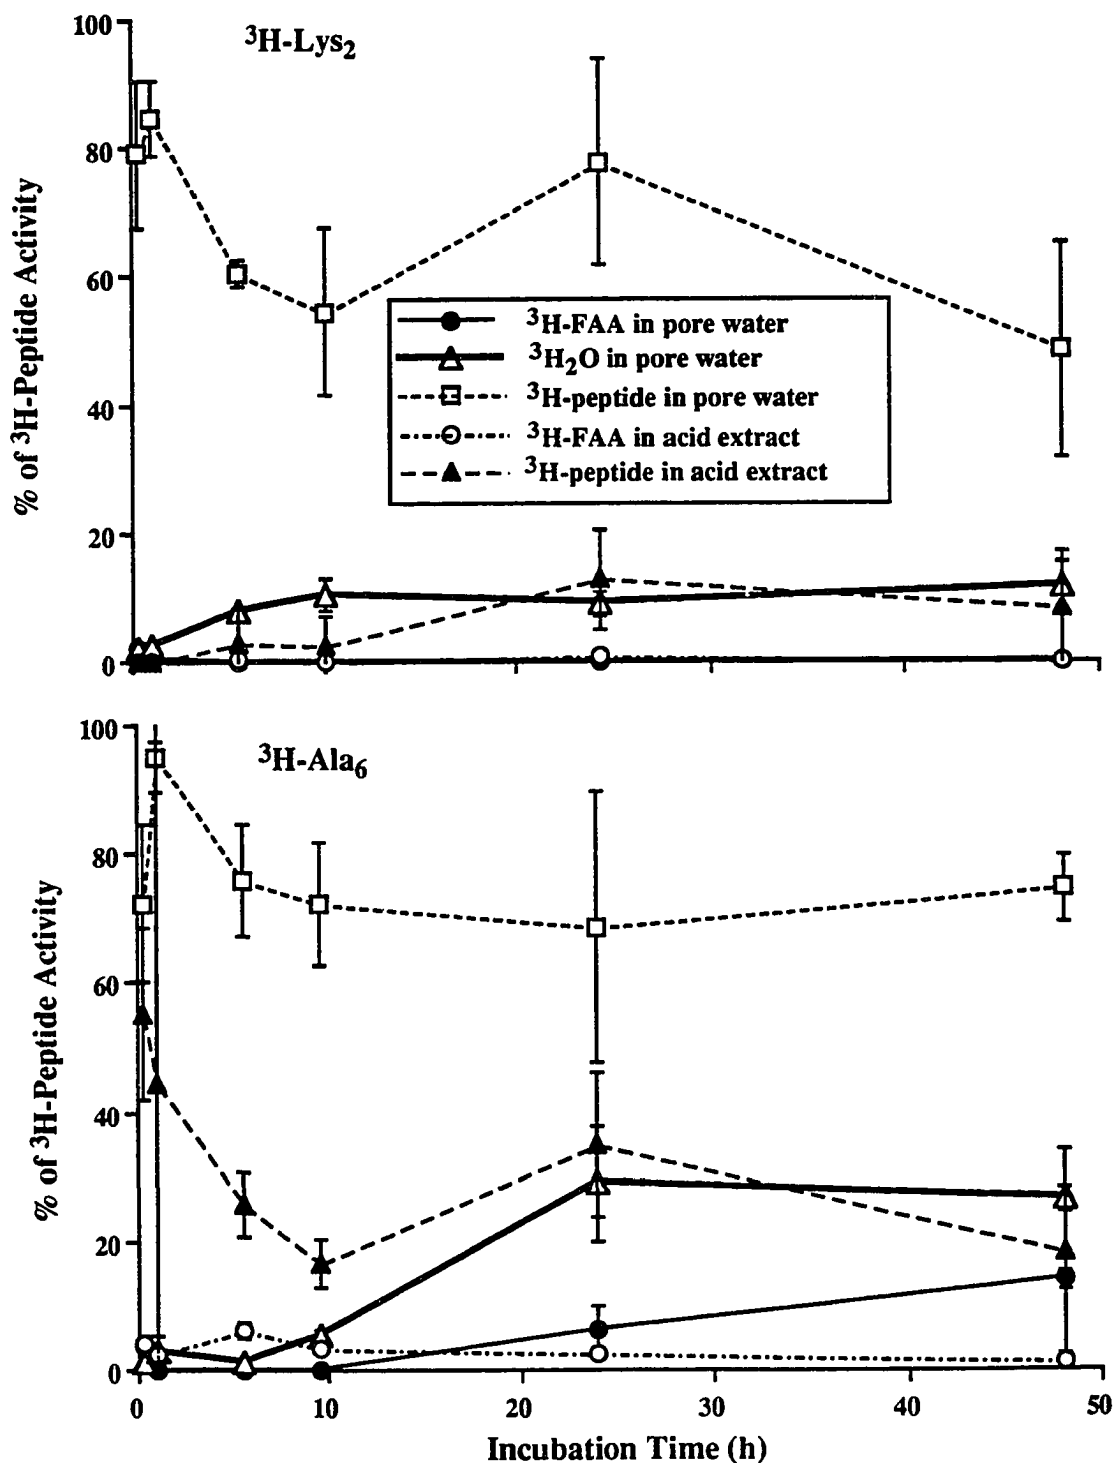 ³H-Lys₂
100
80
60
40
20
0
% of ³H-Peptide Activity
³H-FAA in pore water
³H₂O in pore water
³H-peptide in pore water
³H-FAA in acid extract
³H-peptide in acid extract
³H-Ala₆
100
80
60
40
20
0
% of ³H-Peptide Activity
0 10 20 30 40 50
Incubation Time (h)